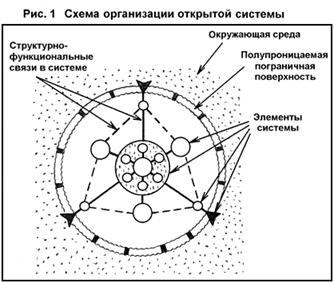 Рис. 1 Схема организации открытой системы
Структурно-
функциональные
связи в системе
Окружающая среда
Полупроницаемая
пограничная
поверхность
Элементы
системы